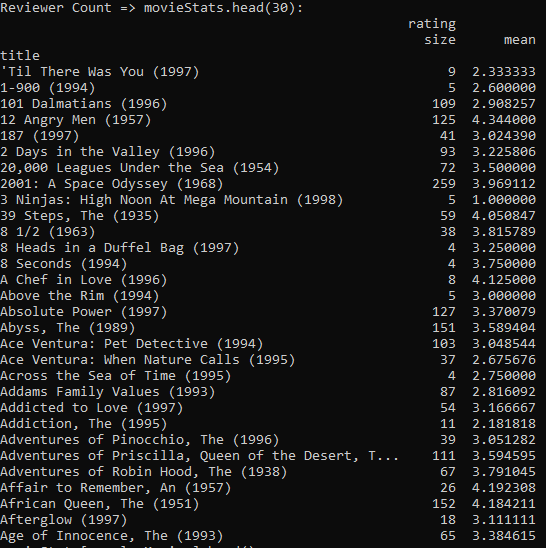 Reviewer Count => movieStats.head(30):
rating
size mean
title
'Til There Was You (1997) 9 2.333333
1-900 (1994) 5 2.600000
101 Dalmatians (1996) 109 2.908257
12 Angry Men (1957) 125 4.344000
187 (1997) 41 3.024390
2 Days in the Valley (1996) 93 3.225806
20,000 Leagues Under the Sea (1954) 72 3.500000
2001: A Space Odyssey (1968) 259 3.969112
3 Ninjas: High Noon At Mega Mountain (1998) 5 1.000000
39 Steps, The (1935) 59 4.050847
8 1/2 (1963) 38 3.815789
8 Heads in a Duffel Bag (1997) 4 3.250000
8 Seconds (1994) 4 3.750000
A Chef in Love (1996) 8 4.125000
Above the Rim (1994) 5 3.000000
Absolute Power (1997) 127 3.370079
Abyss, The (1989) 151 3.589404
Ace Ventura: Pet Detective (1994) 103 3.048544
Ace Ventura: When Nature Calls (1995) 37 2.675676
Across the Sea of Time (1995) 4 2.750000
Addams Family Values (1993) 87 2.816092
Addicted to Love (1997) 54 3.166667
Addiction, The (1995) 11 2.181818
Adventures of Pinocchio, The (1996) 39 3.051282
Adventures of Priscilla, Queen of the Desert, T... 111 3.594595
Adventures of Robin Hood, The (1938) 67 3.791045
Affair to Remember, An (1957) 26 4.192308
African Queen, The (1951) 152 4.184211
Afterglow (1997) 18 3.111111
Age of Innocence, The (1993) 65 3.384615